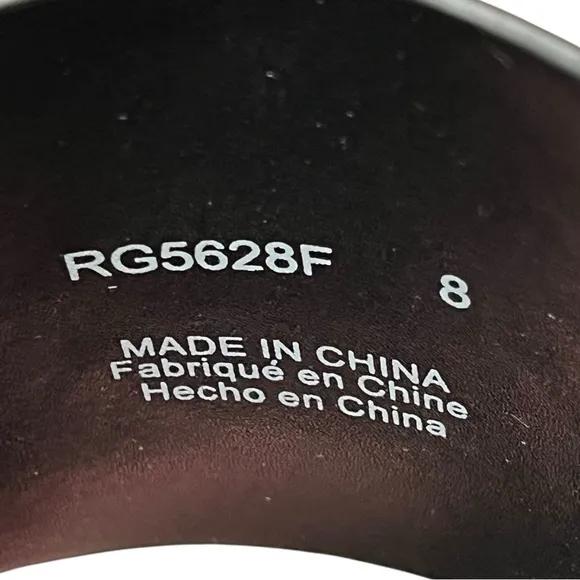 RG5628F 8
MADE IN CHINA
Fabriqué en Chine
Hecho en China